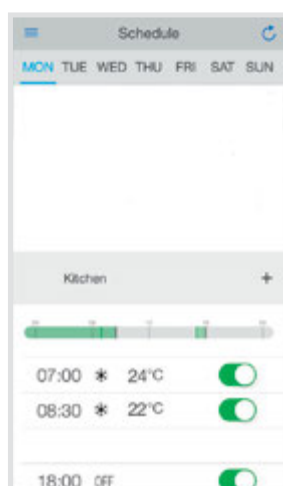 Schedule
MON TUE WED THU FRI SAT SUN
Kitchen +
07:00 24°C
08:30 22°C
18:00 OFF